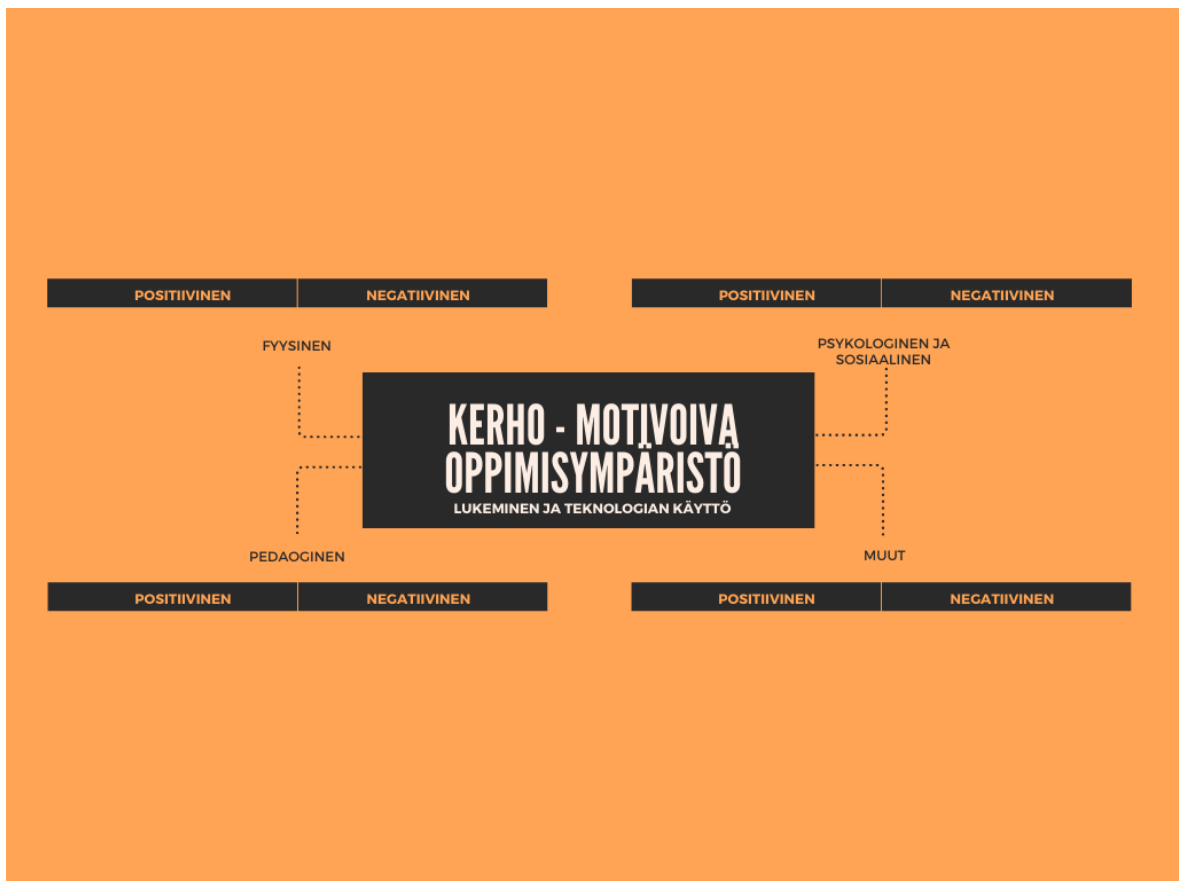 POSITIIVINEN NEGATIIVINEN POSITIIVINEN NEGATIIVINEN
FYYSINEN
PSYKOLOGINEN JA
SOSIAALINEN
KERHO - MOTIVOIVA
OPPIMISYMPÄRISTÖ
LUKEMINEN JA TEKNOLOGIAN KÄYTTÖ
PEDAOGINEN
MUUT
POSITIIVINEN NEGATIIVINEN POSITIIVINEN NEGATIIVINEN